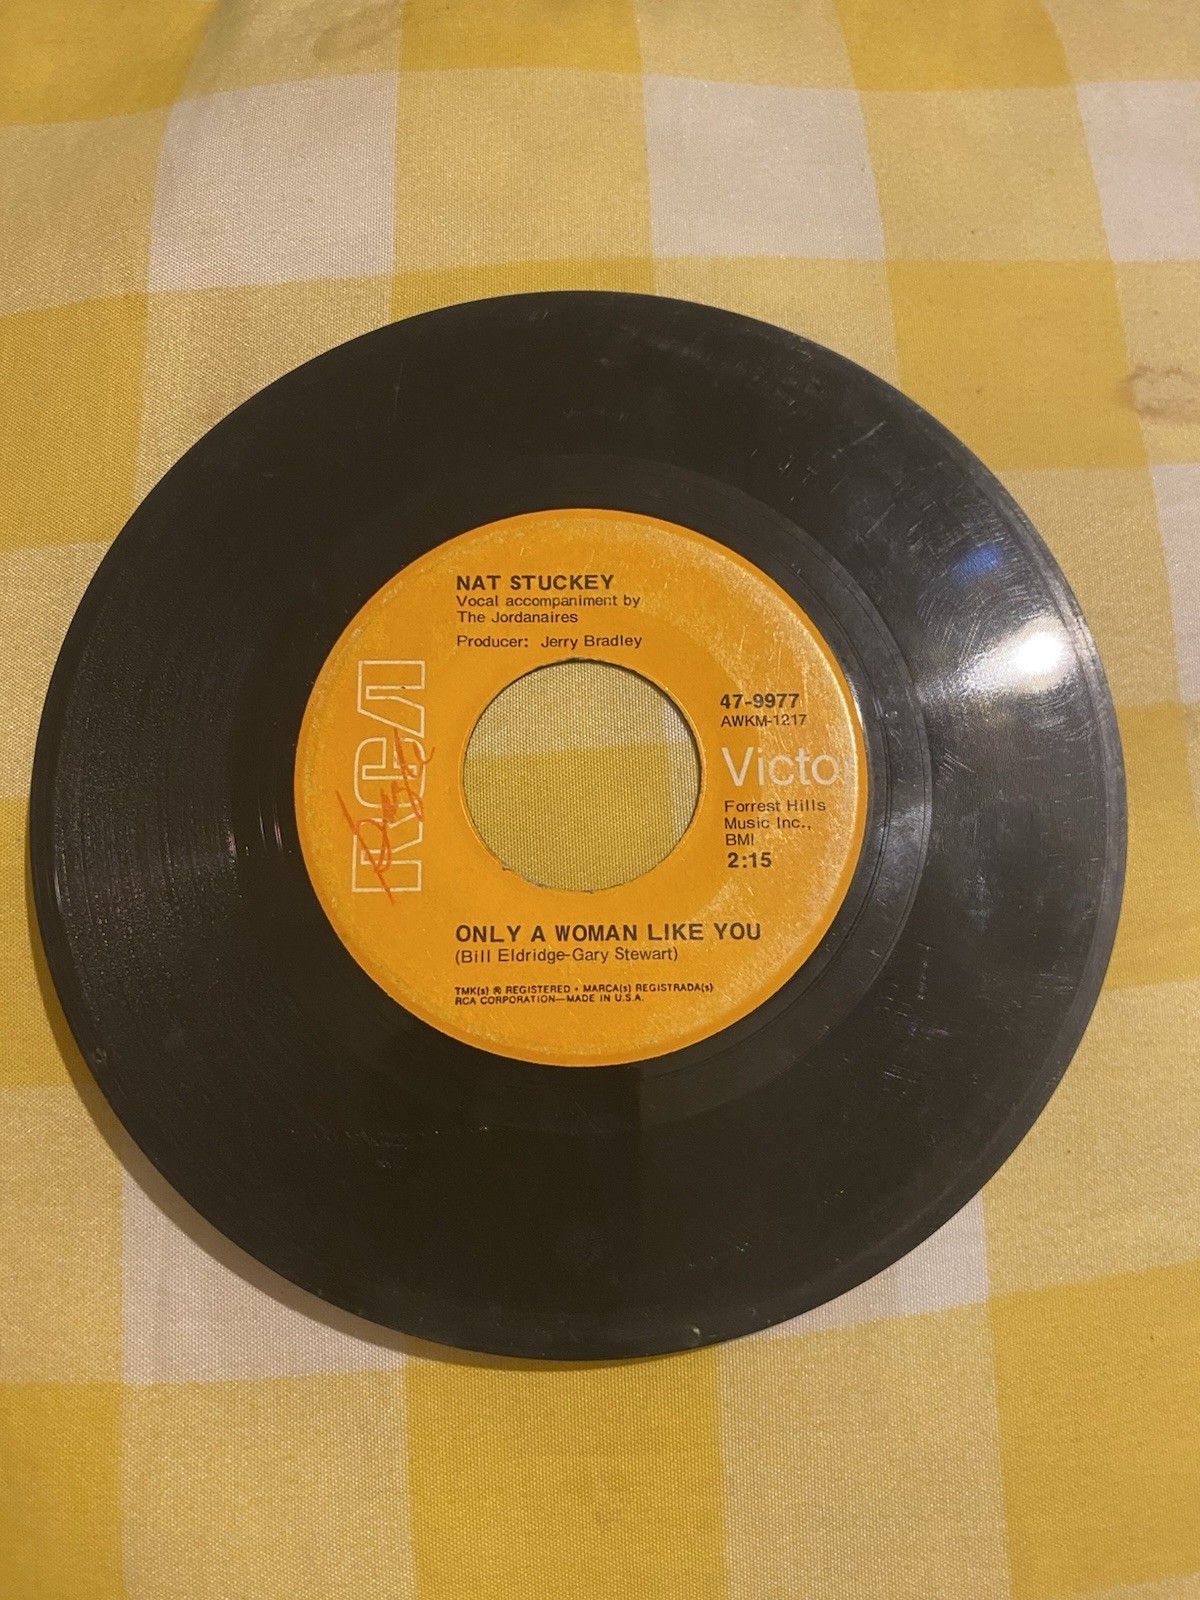 NAT STUCKEY
Vocal accompaniment by
The Jordanaires
Producer: Jerry Bradley
RCA
47-9977
AWKM-1217
Victo
Forrest Hills
Music Inc.,
BMI
2:15
ONLY A WOMAN LIKE YOU
(Bill Eldridge-Gary Stewart)
TMK(s) ® REGISTERED • MARCA(s) REGISTRADA(s)
RCA CORPORATION—MADE IN U.S.A.